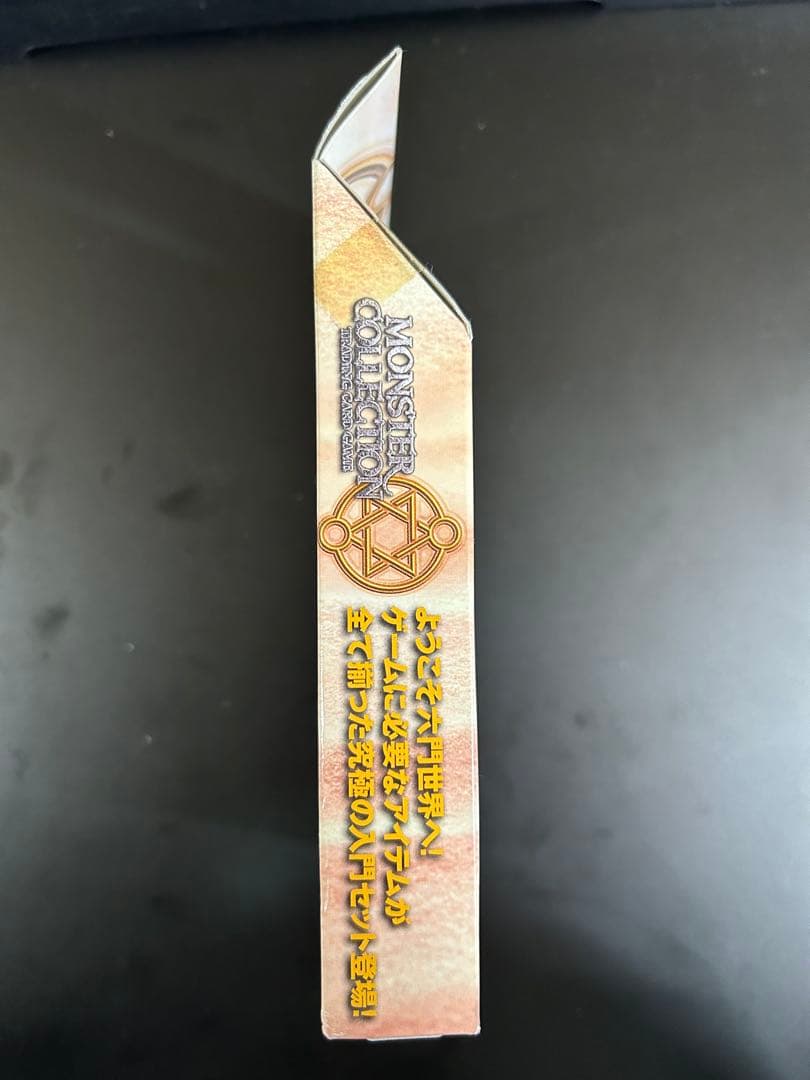 MONSTER
COLLECTION
TRADING CARD GAME
ようこそ六門世界へ!
ゲームに必要なアイテムが
全て揃った究極の入門セット登場!